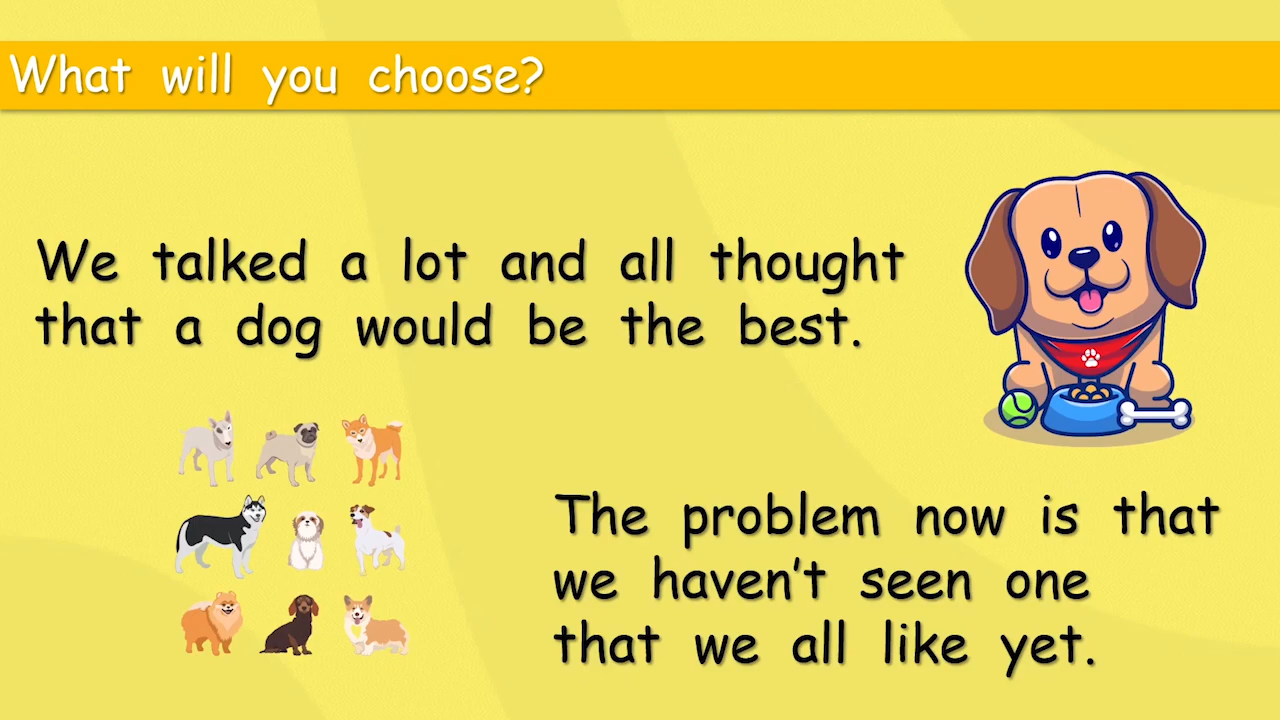 What will you choose?
We talked a lot and all thought
that a dog would be the best.
The problem now is that
we haven't seen one
that we all like yet.